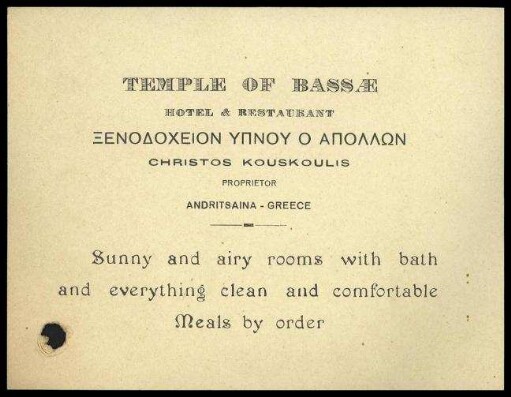 TEMPLE OF BASSÆ
HOTEL & RESTAURANT
ΞΕΝΟΔΟΧΕΙΟΝ ΥΠΝΟΥ Ο ΑΠΟΛΛΩΝ
CHRISTOS KOUSKOULIS
PROPRIETOR
ANDRITSAINA - GREECE
Sunny and airy rooms with bath
and everything clean and comfortable
Meals by order